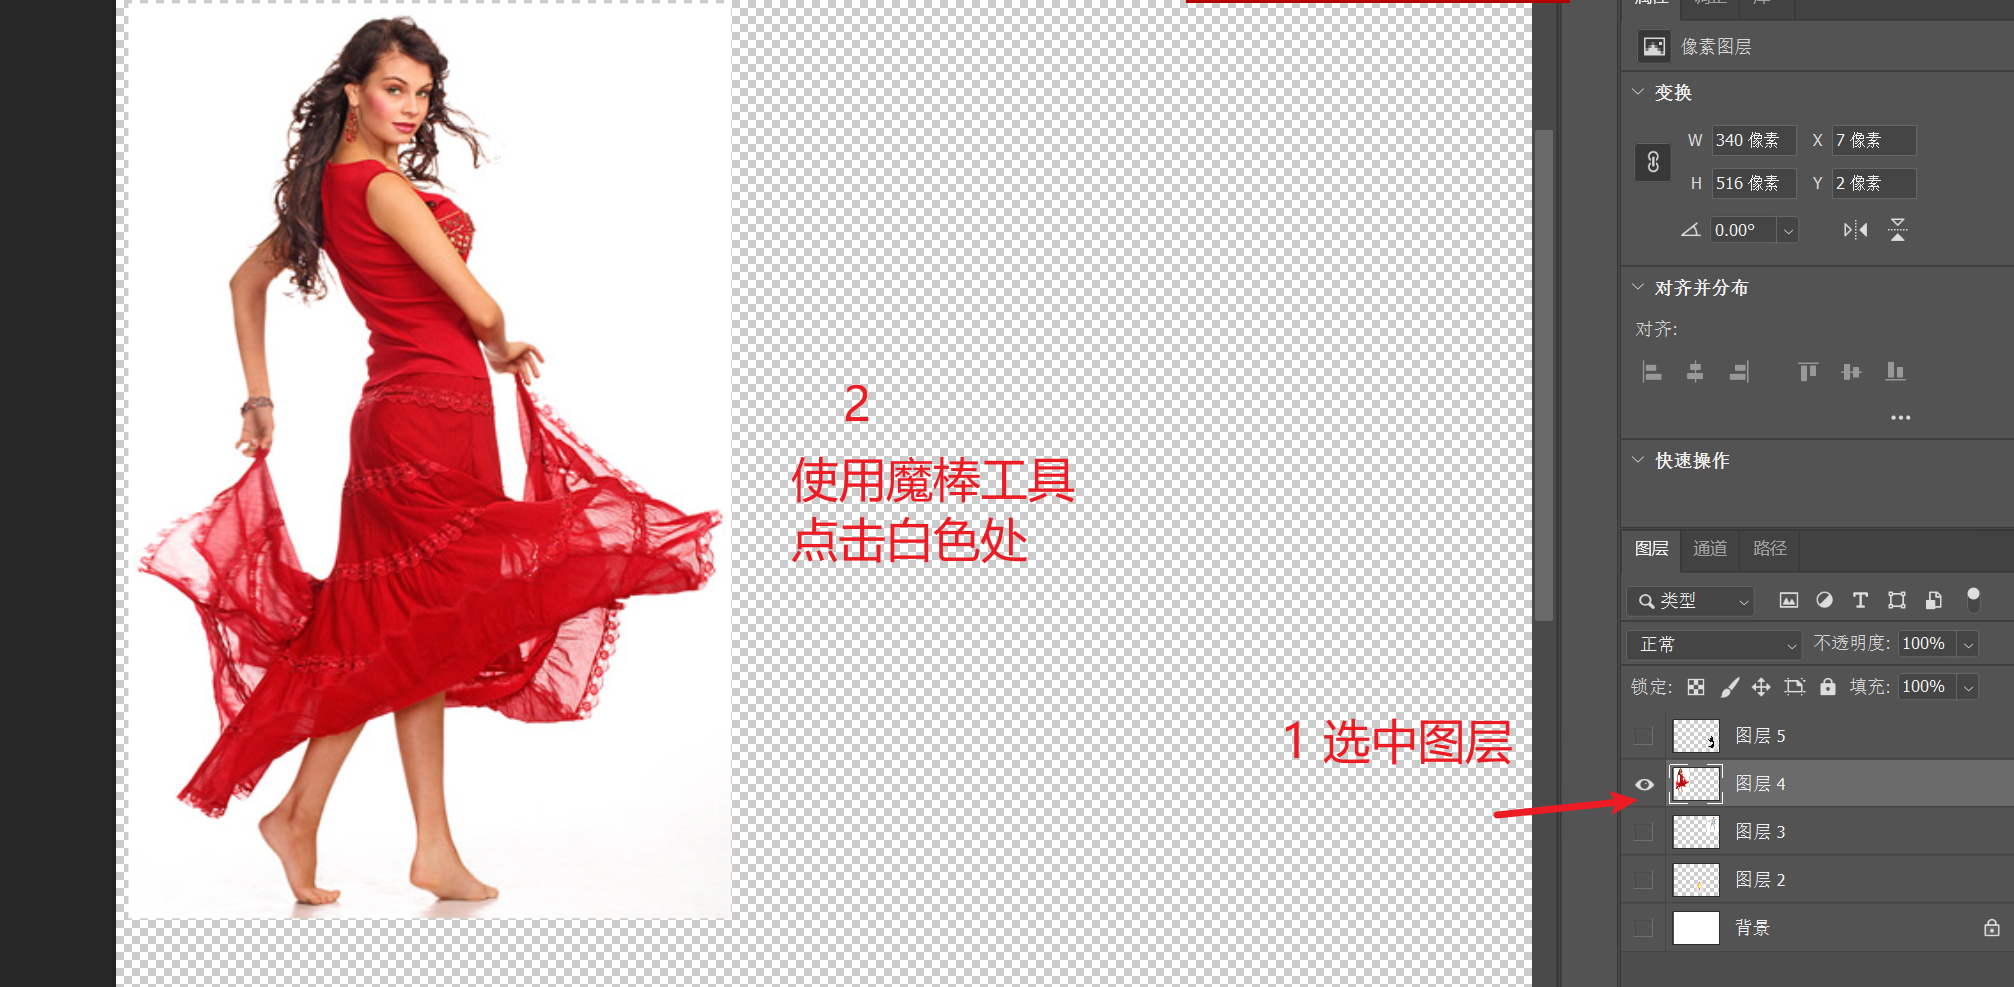 像素图层
变换
W 340 像素 X 7 像素
H 516 像素 Y 2 像素
0.00°
对齐并分布
对齐:
快速操作
图层 通道 路径
类型
正常 不透明度: 100%
锁定: 填充: 100%
图层 5
图层 4
图层 3
图层 2
背景
2
使用魔棒工具
点击白色处
1 选中图层